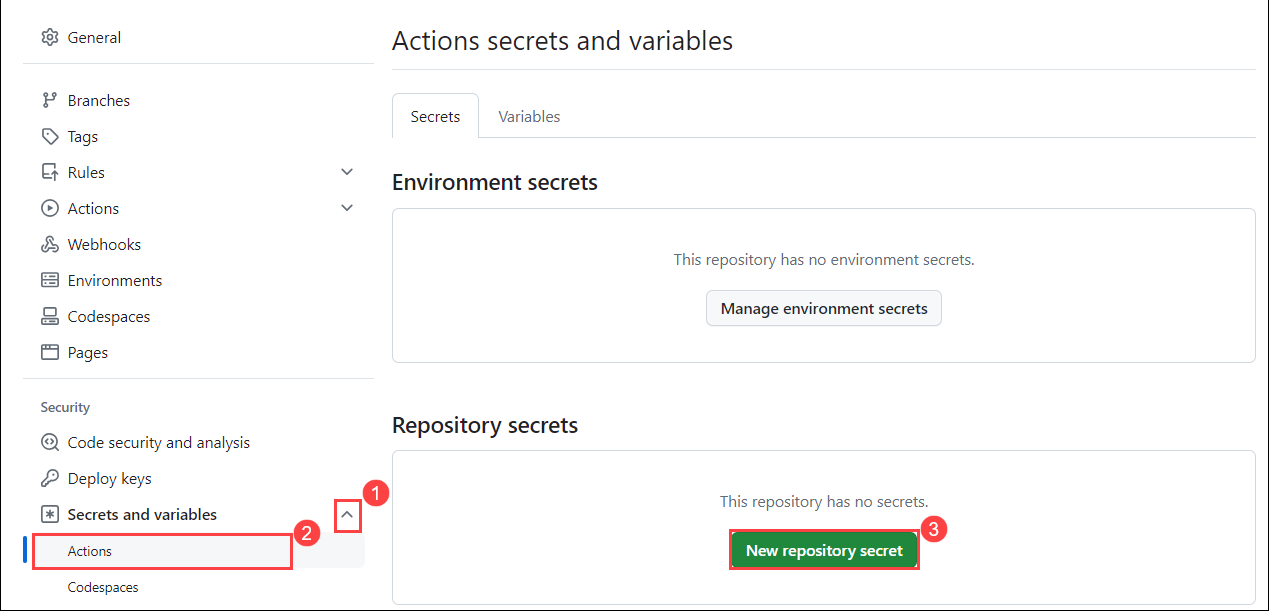 General
Branches
Tags
Rules
Actions
Webhooks
Environments
Codespaces
Pages
Security
Code security and analysis
Deploy keys
Secrets and variables
1
2
Actions
Codespaces
Actions secrets and variables
Secrets
Variables
Environment secrets
This repository has no environment secrets.
Manage environment secrets
Repository secrets
This repository has no secrets.
3
New repository secret